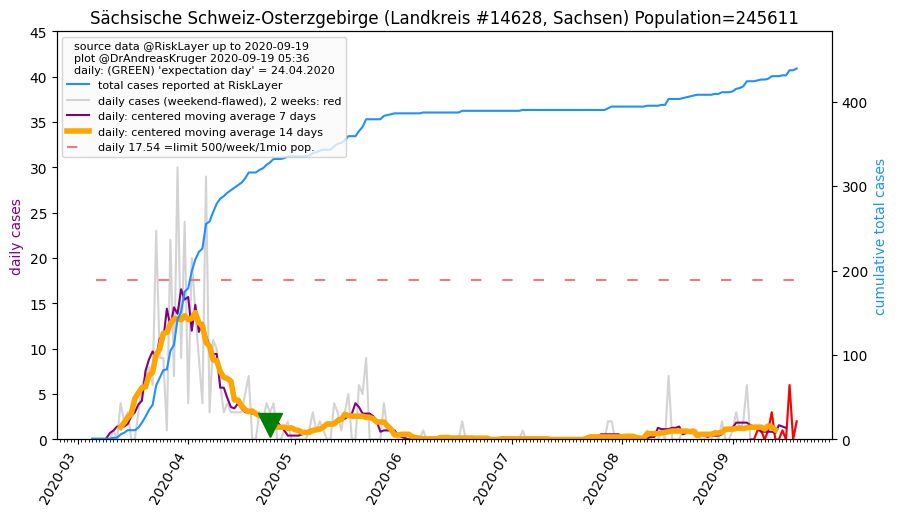 Sächsische Schweiz-Osterzgebirge (Landkreis #14628, Sachsen) Population=245611
source data @RiskLayer up to 2020-09-19
plot @DrAndreasKruger 2020-09-19 05:36
daily: (GREEN) 'expectation day' = 24.04.2020
total cases reported at RiskLayer
daily cases (weekend-flawed), 2 weeks: red
daily: centered moving average 7 days
daily: centered moving average 14 days
daily 17.54 =limit 500/week/1mio pop.
daily cases
45
40
35
30
25
20
15
10
5
0
cumulative total cases
400
300
200
100
0
2020-03
2020-04
2020-05
2020-06
2020-07
2020-08
2020-09